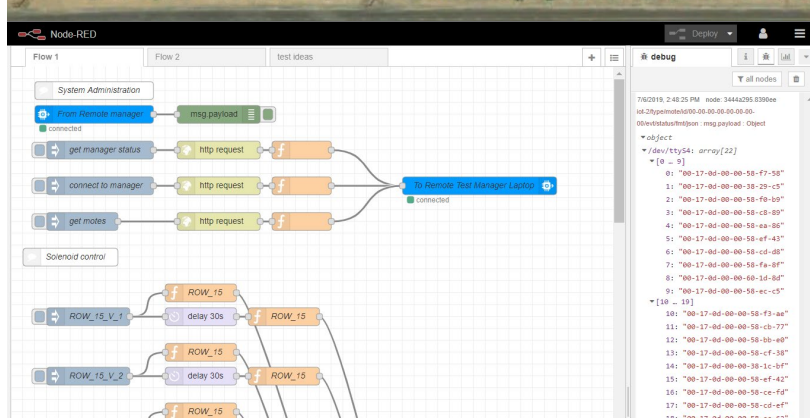 Node-RED
Deploy
Flow 1
Flow 2
test ideas
debug
i
all nodes
System Administration
From Remote manager
msg.payload
connected
get manager status
http request
f
connect to manager
http request
f
To Remote Test Manager Laptop
connected
get motes
http request
f
Solenoid control
f ROW_15
ROW_15_V_1
delay 30s
f ROW_15
f ROW_15
ROW_15_V_2
delay 30s
f ROW_15
f ROW_15
7/6/2019, 2:48:25 PM node: 3444a295.8390ee
iot-2/type/mote/id/00-00-00-00-00-00-00-
00/evt/status/fmt/json : msg.payload : Object
object
/dev/ttyS4: array[22]
[0 … 9]
0: "00-17-0d-00-00-58-f7-58"
1: "00-17-0d-00-00-38-29-c5"
2: "00-17-0d-00-00-58-f0-b9"
3: "00-17-0d-00-00-58-c8-89"
4: "00-17-0d-00-00-58-ea-86"
5: "00-17-0d-00-00-58-ef-43"
6: "00-17-0d-00-00-58-cd-d8"
7: "00-17-0d-00-00-58-fa-8f"
8: "00-17-0d-00-00-60-1d-8d"
9: "00-17-0d-00-00-58-ec-c5"
[10 … 19]
10: "00-17-0d-00-00-58-f3-ae"
11: "00-17-0d-00-00-58-cb-77"
12: "00-17-0d-00-00-58-bb-e0"
13: "00-17-0d-00-00-58-cf-38"
14: "00-17-0d-00-00-38-1c-bf"
15: "00-17-0d-00-00-58-ef-42"
16: "00-17-0d-00-00-58-ce-fd"
17: "00-17-0d-00-00-58-cd-ef"